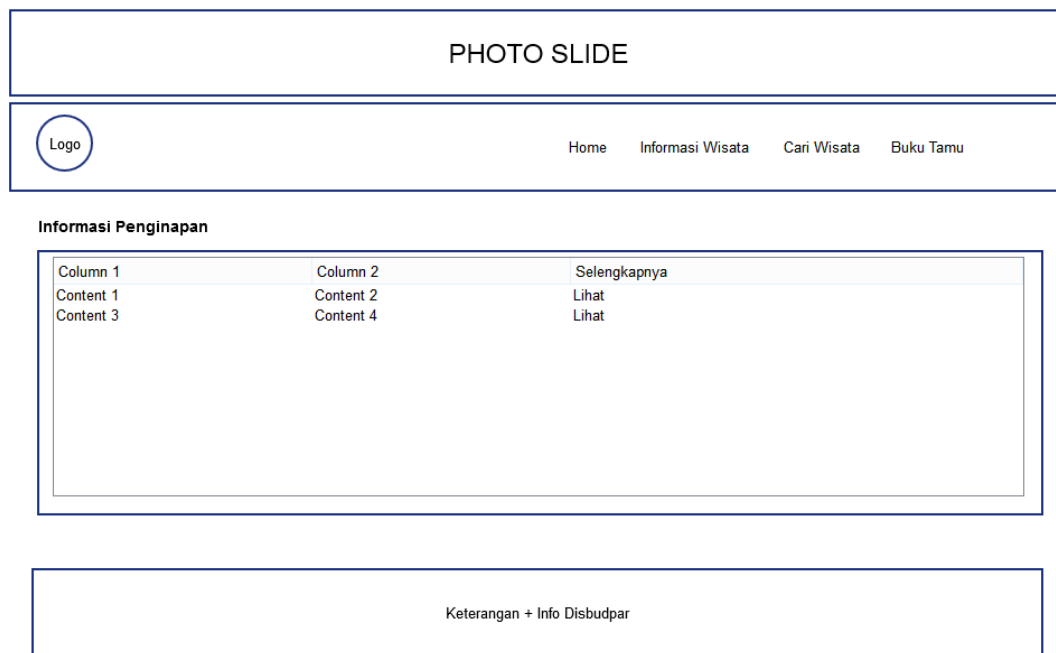 PHOTO SLIDE
Logo Home Informasi Wisata Cari Wisata Buku Tamu
Informasi Penginapan
Column 1 Column 2 Selengkapnya
Content 1 Content 2 Lihat
Content 3 Content 4 Lihat
Keterangan + Info Disbudpar